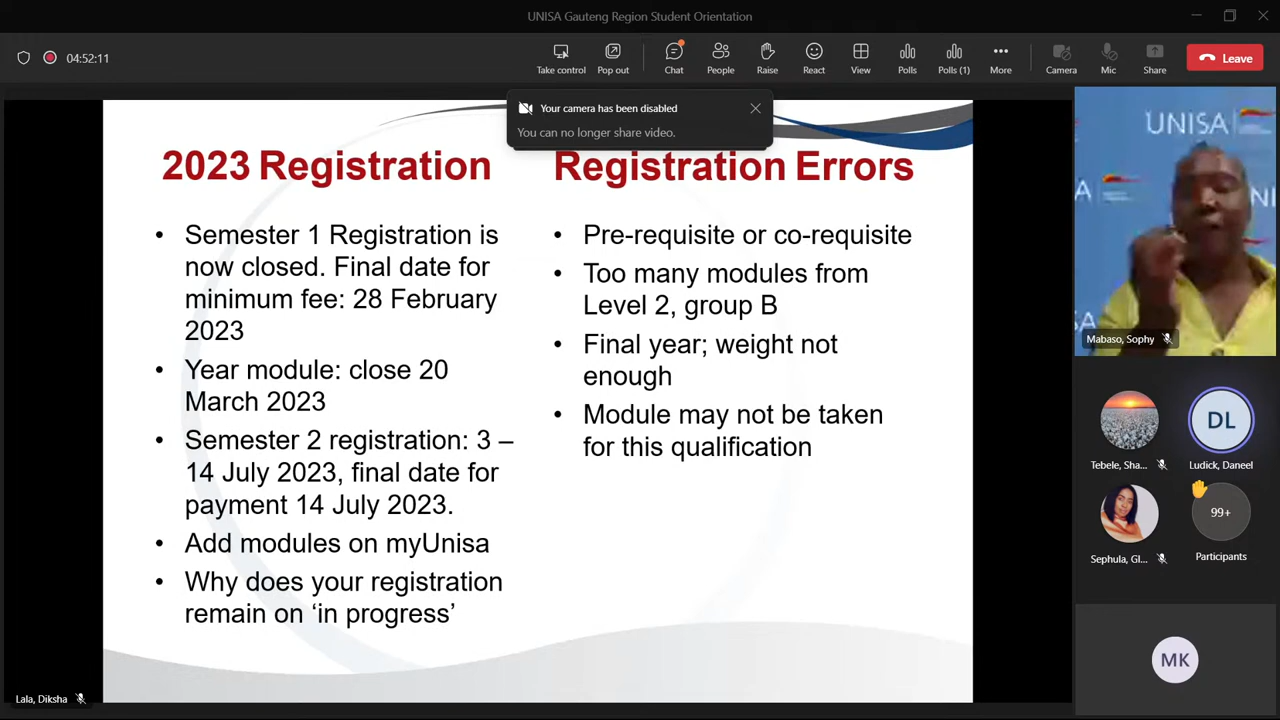 UNISA Gauteng Region Student Orientation
04:52:11
Take control
Pop out
Chat
People
Raise
React
View
Polls
Polls (1)
More
Camera
Mic
Share
Leave
Your camera has been disabled
You can no longer share video.
2023 Registration
• Semester 1 Registration is
now closed. Final date for
minimum fee: 28 February
2023
• Year module: close 20
March 2023
• Semester 2 registration: 3 –
14 July 2023, final date for
payment 14 July 2023.
• Add modules on myUnisa
• Why does your registration
remain on ‘in progress’
Registration Errors
• Pre-requisite or co-requisite
• Too many modules from
Level 2, group B
• Final year; weight not
enough
• Module may not be taken
for this qualification
UNISA
Mabaso, Sophy
Tebele, Sha...
DL
Ludick, Daneel
Sephula, Gl...
99+
Participants
MK
Lala, Diksha